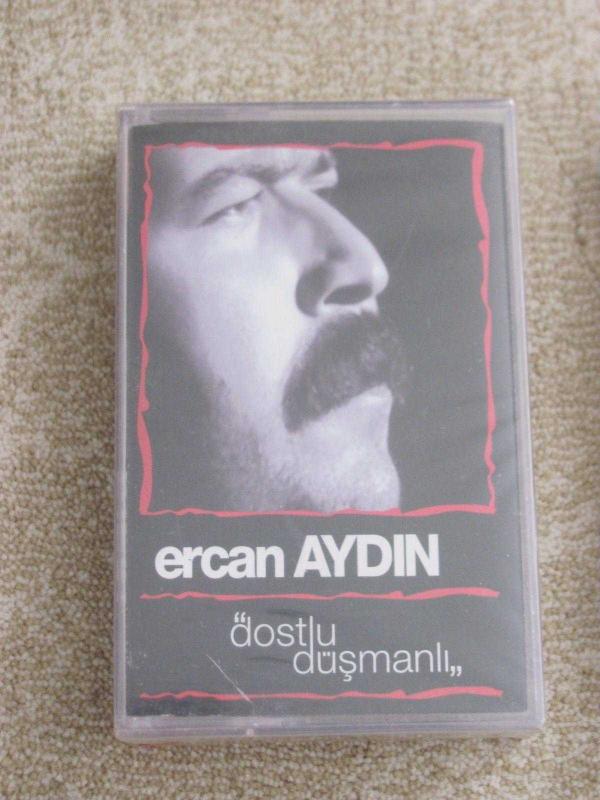 ercan AYDIN
“dostlu
düşmanlı„